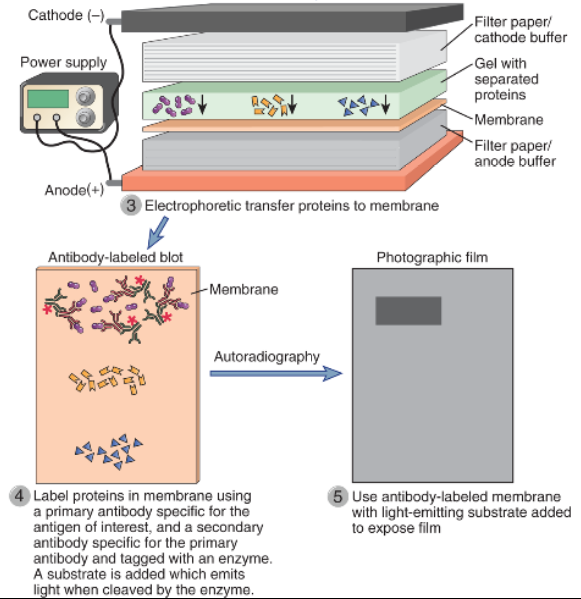 Cathode (–)
Power supply
Anode(+)
Filter paper/
cathode buffer
Gel with
separated
proteins
Membrane
Filter paper/
anode buffer
3 Electrophoretic transfer proteins to membrane
Antibody-labeled blot
Membrane
Autoradiography
Photographic film
4 Label proteins in membrane using
a primary antibody specific for the
antigen of interest, and a secondary
antibody specific for the primary
antibody and tagged with an enzyme.
A substrate is added which emits
light when cleaved by the enzyme.
5 Use antibody-labeled membrane
with light-emitting substrate added
to expose film